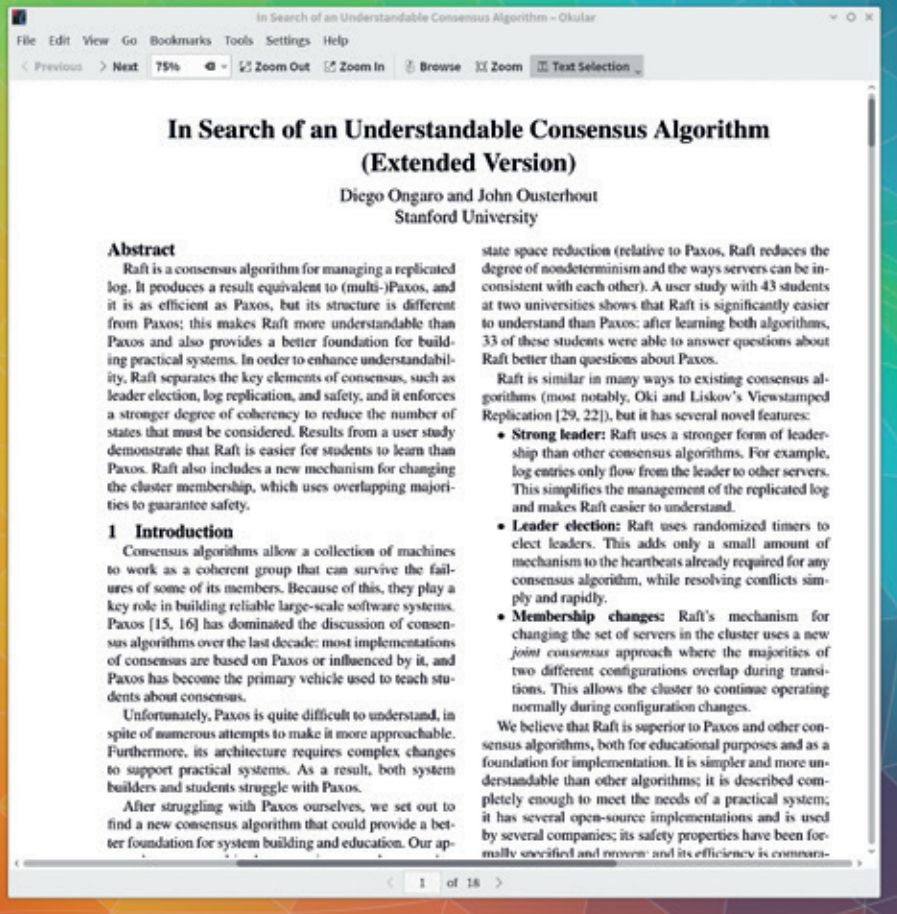 In Search of an Understandable Consensus Algorithm – Okular
File Edit View Go Bookmarks Tools Settings Help
Previous Next 75% Zoom Out Zoom In Browse Zoom Text Selection
In Search of an Understandable Consensus Algorithm
(Extended Version)
Diego Ongaro and John Ousterhout
Stanford University
Abstract
Raft is a consensus algorithm for managing a replicated
log. It produces a result equivalent to (multi-)Paxos, and
it is as efficient as Paxos, but its structure is different
from Paxos; this makes Raft more understandable than
Paxos and also provides a better foundation for build-
ing practical systems. In order to enhance understandabil-
ity, Raft separates the key elements of consensus, such as
leader election, log replication, and safety, and it enforces
a stronger degree of coherency to reduce the number of
states that must be considered. Results from a user study
demonstrate that Raft is easier for students to learn than
Paxos. Raft also includes a new mechanism for changing
the cluster membership, which uses overlapping majori-
ties to guarantee safety.
1 Introduction
Consensus algorithms allow a collection of machines
to work as a coherent group that can survive the fail-
ures of some of its members. Because of this, they play a
key role in building reliable large-scale software systems.
Paxos [15, 16] has dominated the discussion of consen-
sus algorithms over the last decade: most implementations
of consensus are based on Paxos or influenced by it, and
Paxos has become the primary vehicle used to teach stu-
dents about consensus.
Unfortunately, Paxos is quite difficult to understand, in
spite of numerous attempts to make it more approachable.
Furthermore, its architecture requires complex changes
to support practical systems. As a result, both system
builders and students struggle with Paxos.
After struggling with Paxos ourselves, we set out to
find a new consensus algorithm that could provide a bet-
ter foundation for system building and education. Our ap-
state space reduction (relative to Paxos, Raft reduces the
degree of nondeterminism and the ways servers can be in-
consistent with each other). A user study with 43 students
at two universities shows that Raft is significantly easier
to understand than Paxos: after learning both algorithms,
33 of these students were able to answer questions about
Raft better than questions about Paxos.
Raft is similar in many ways to existing consensus al-
gorithms (most notably, Oki and Liskov's Viewstamped
Replication [29, 22]), but it has several novel features:
• Strong leader: Raft uses a stronger form of leader-
ship than other consensus algorithms. For example,
log entries only flow from the leader to other servers.
This simplifies the management of the replicated log
and makes Raft easier to understand.
• Leader election: Raft uses randomized timers to
elect leaders. This adds only a small amount of
mechanism to the heartbeats already required for any
consensus algorithm, while resolving conflicts sim-
ply and rapidly.
• Membership changes: Raft's mechanism for
changing the set of servers in the cluster uses a new
joint consensus approach where the majorities of
two different configurations overlap during transi-
tions. This allows the cluster to continue operating
normally during configuration changes.
We believe that Raft is superior to Paxos and other con-
sensus algorithms, both for educational purposes and as a
foundation for implementation. It is simpler and more un-
derstandable than other algorithms; it is described com-
pletely enough to meet the needs of a practical system;
it has several open-source implementations and is used
by several companies; its safety properties have been for-
mally specified and proven; and its efficiency is compara-
1 of 18